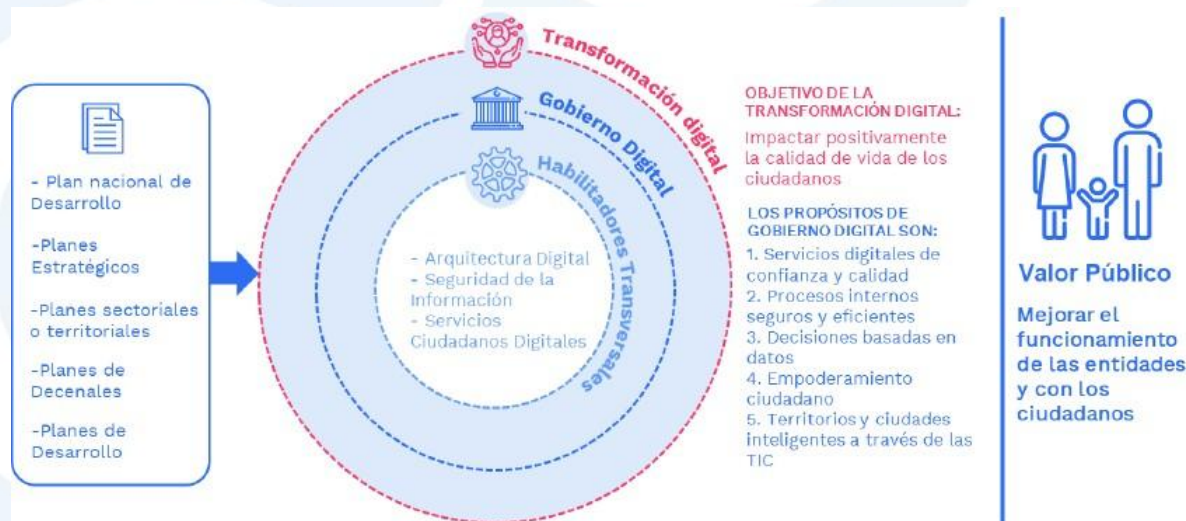 - Plan nacional de
Desarrollo
-Planes
Estratégicos
-Planes sectoriales
o territoriales
-Planes de
Decenales
-Planes de
Desarrollo
Transformación digital
Gobierno Digital
Habilitadores Transversales
- Arquitectura Digital
- Seguridad de la
Información
- Servicios
Ciudadanos Digitales
OBJETIVO DE LA
TRANSFORMACIÓN DIGITAL:
Impactar positivamente
la calidad de vida de los
ciudadanos
LOS PROPÓSITOS DE
GOBIERNO DIGITAL SON:
1. Servicios digitales de
confianza y calidad
2. Procesos internos
seguros y eficientes
3. Decisiones basadas en
datos
4. Empoderamiento
ciudadano
5. Territorios y ciudades
inteligentes a través de las
TIC
Valor Público
Mejorar el
funcionamiento
de las entidades
y con los
ciudadanos